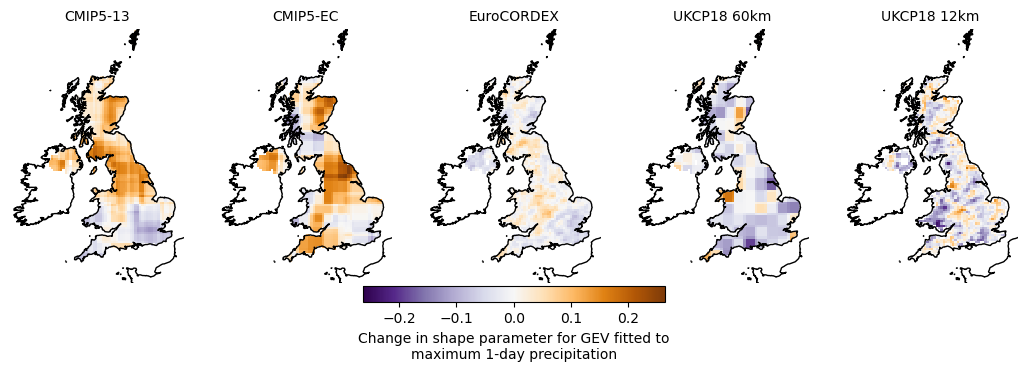 CMIP5-13
CMIP5-EC
EuroCORDEX
UKCP18 60km
UKCP18 12km
−0.2
−0.1
0.0
0.1
0.2
Change in shape parameter for GEV fitted to
maximum 1-day precipitation